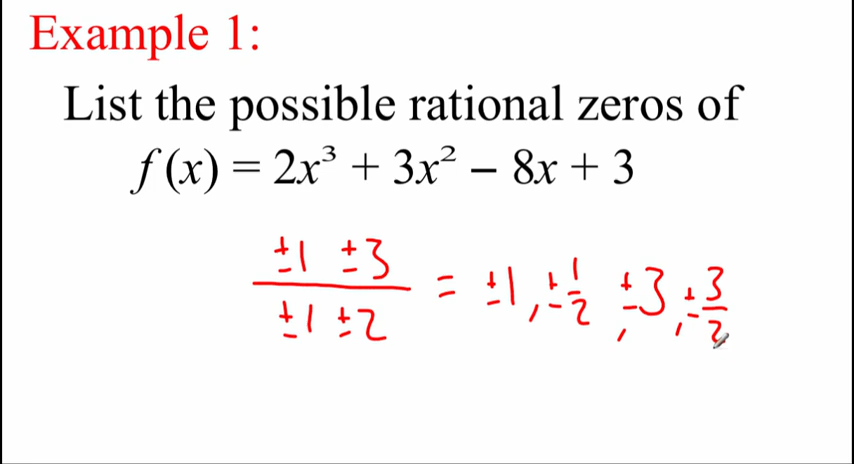 Example 1:
List the possible rational zeros of
f(x) = 2x³ + 3x² – 8x + 3
±1 ±3
±1 ±2
= ±1, ±1/2, ±3, ±3/2